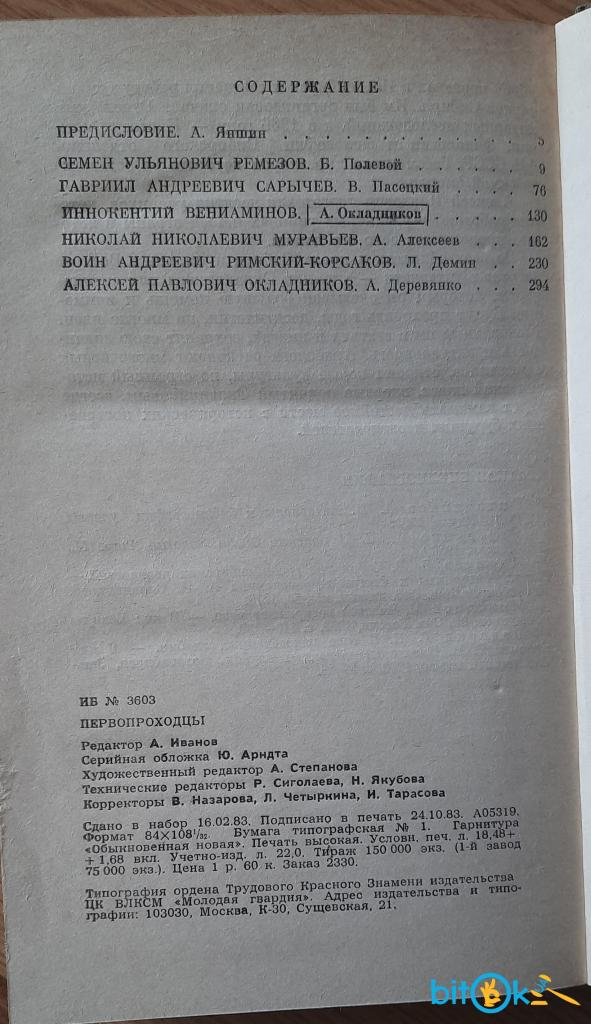 СОДЕРЖАНИЕ
ПРЕДИСЛОВИЕ. А. Яншин . . . . . . . . . . . . 5
СЕМЕН УЛЬЯНОВИЧ РЕМЕЗОВ. Б. Полевой . . . . . . 9
ГАВРИИЛ АНДРЕЕВИЧ САРЫЧЕВ. В. Пасецкий . . . . 76
ИННОКЕНТИЙ ВЕНИАМИНОВ. А. Окладников . . . . . 130
НИКОЛАЙ НИКОЛАЕВИЧ МУРАВЬЕВ. А. Алексеев . . . 162
ВОИН АНДРЕЕВИЧ РИМСКИЙ-КОРСАКОВ. Л. Демин . . 230
АЛЕКСЕЙ ПАВЛОВИЧ ОКЛАДНИКОВ. А. Деревянко . . . 294
ИБ № 3603
ПЕРВОПРОХОДЦЫ
Редактор А. Иванов
Серийная обложка Ю. Арндта
Художественный редактор А. Степанова
Технические редакторы Р. Сиголаева, Н. Якубова
Корректоры В. Назарова, Л. Четыркина, И. Тарасова
Сдано в набор 16.02.83. Подписано в печать 24.10.83. А05319.
Формат 84×108¹/₃₂. Бумага типографская № 1. Гарнитура
«Обыкновенная новая». Печать высокая. Условн. печ. л. 18,48+
+ 1,68 вкл. Учетно-изд. л. 22,0. Тираж 150 000 экз. (1-й завод
75 000 экз.). Цена 1 р. 60 к. Заказ 2330.
Типография ордена Трудового Красного Знамени издательства
ЦК ВЛКСМ «Молодая гвардия». Адрес издательства и типо-
графии: 103030, Москва, К-30, Сущевская, 21.
bitok UA